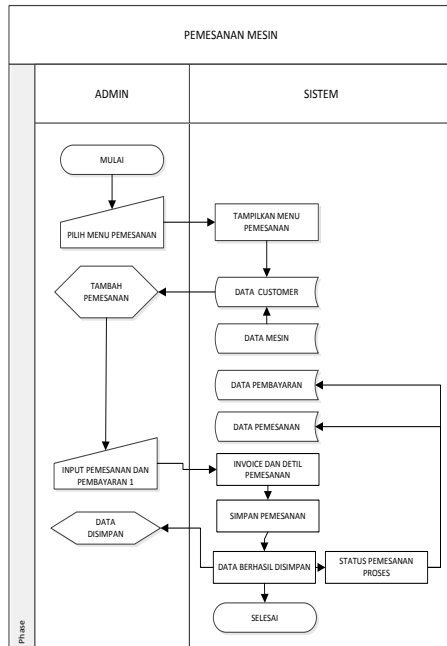 PEMESANAN MESIN
ADMIN
SISTEM
MULAI
PILIH MENU PEMESANAN
TAMPILKAN MENU
PEMESANAN
TAMBAH
PEMESANAN
DATA CUSTOMER
DATA MESIN
DATA PEMBAYARAN
DATA PEMESANAN
INPUT PEMESANAN DAN
PEMBAYARAN 1
INVOICE DAN DETIL
PEMESANAN
SIMPAN PEMESANAN
DATA
DISIMPAN
DATA BERHASIL DISIMPAN
STATUS PEMESANAN
PROSES
SELESAI
Phase